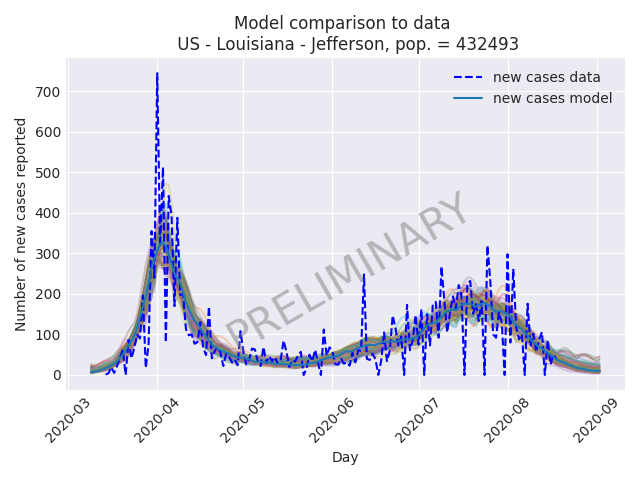 Model comparison to data
US - Louisiana - Jefferson, pop. = 432493
new cases data
new cases model
Number of new cases reported
700
600
500
400
300
200
100
0
PRELIMINARY
2020-03
2020-04
2020-05
2020-06
2020-07
2020-08
2020-09
Day